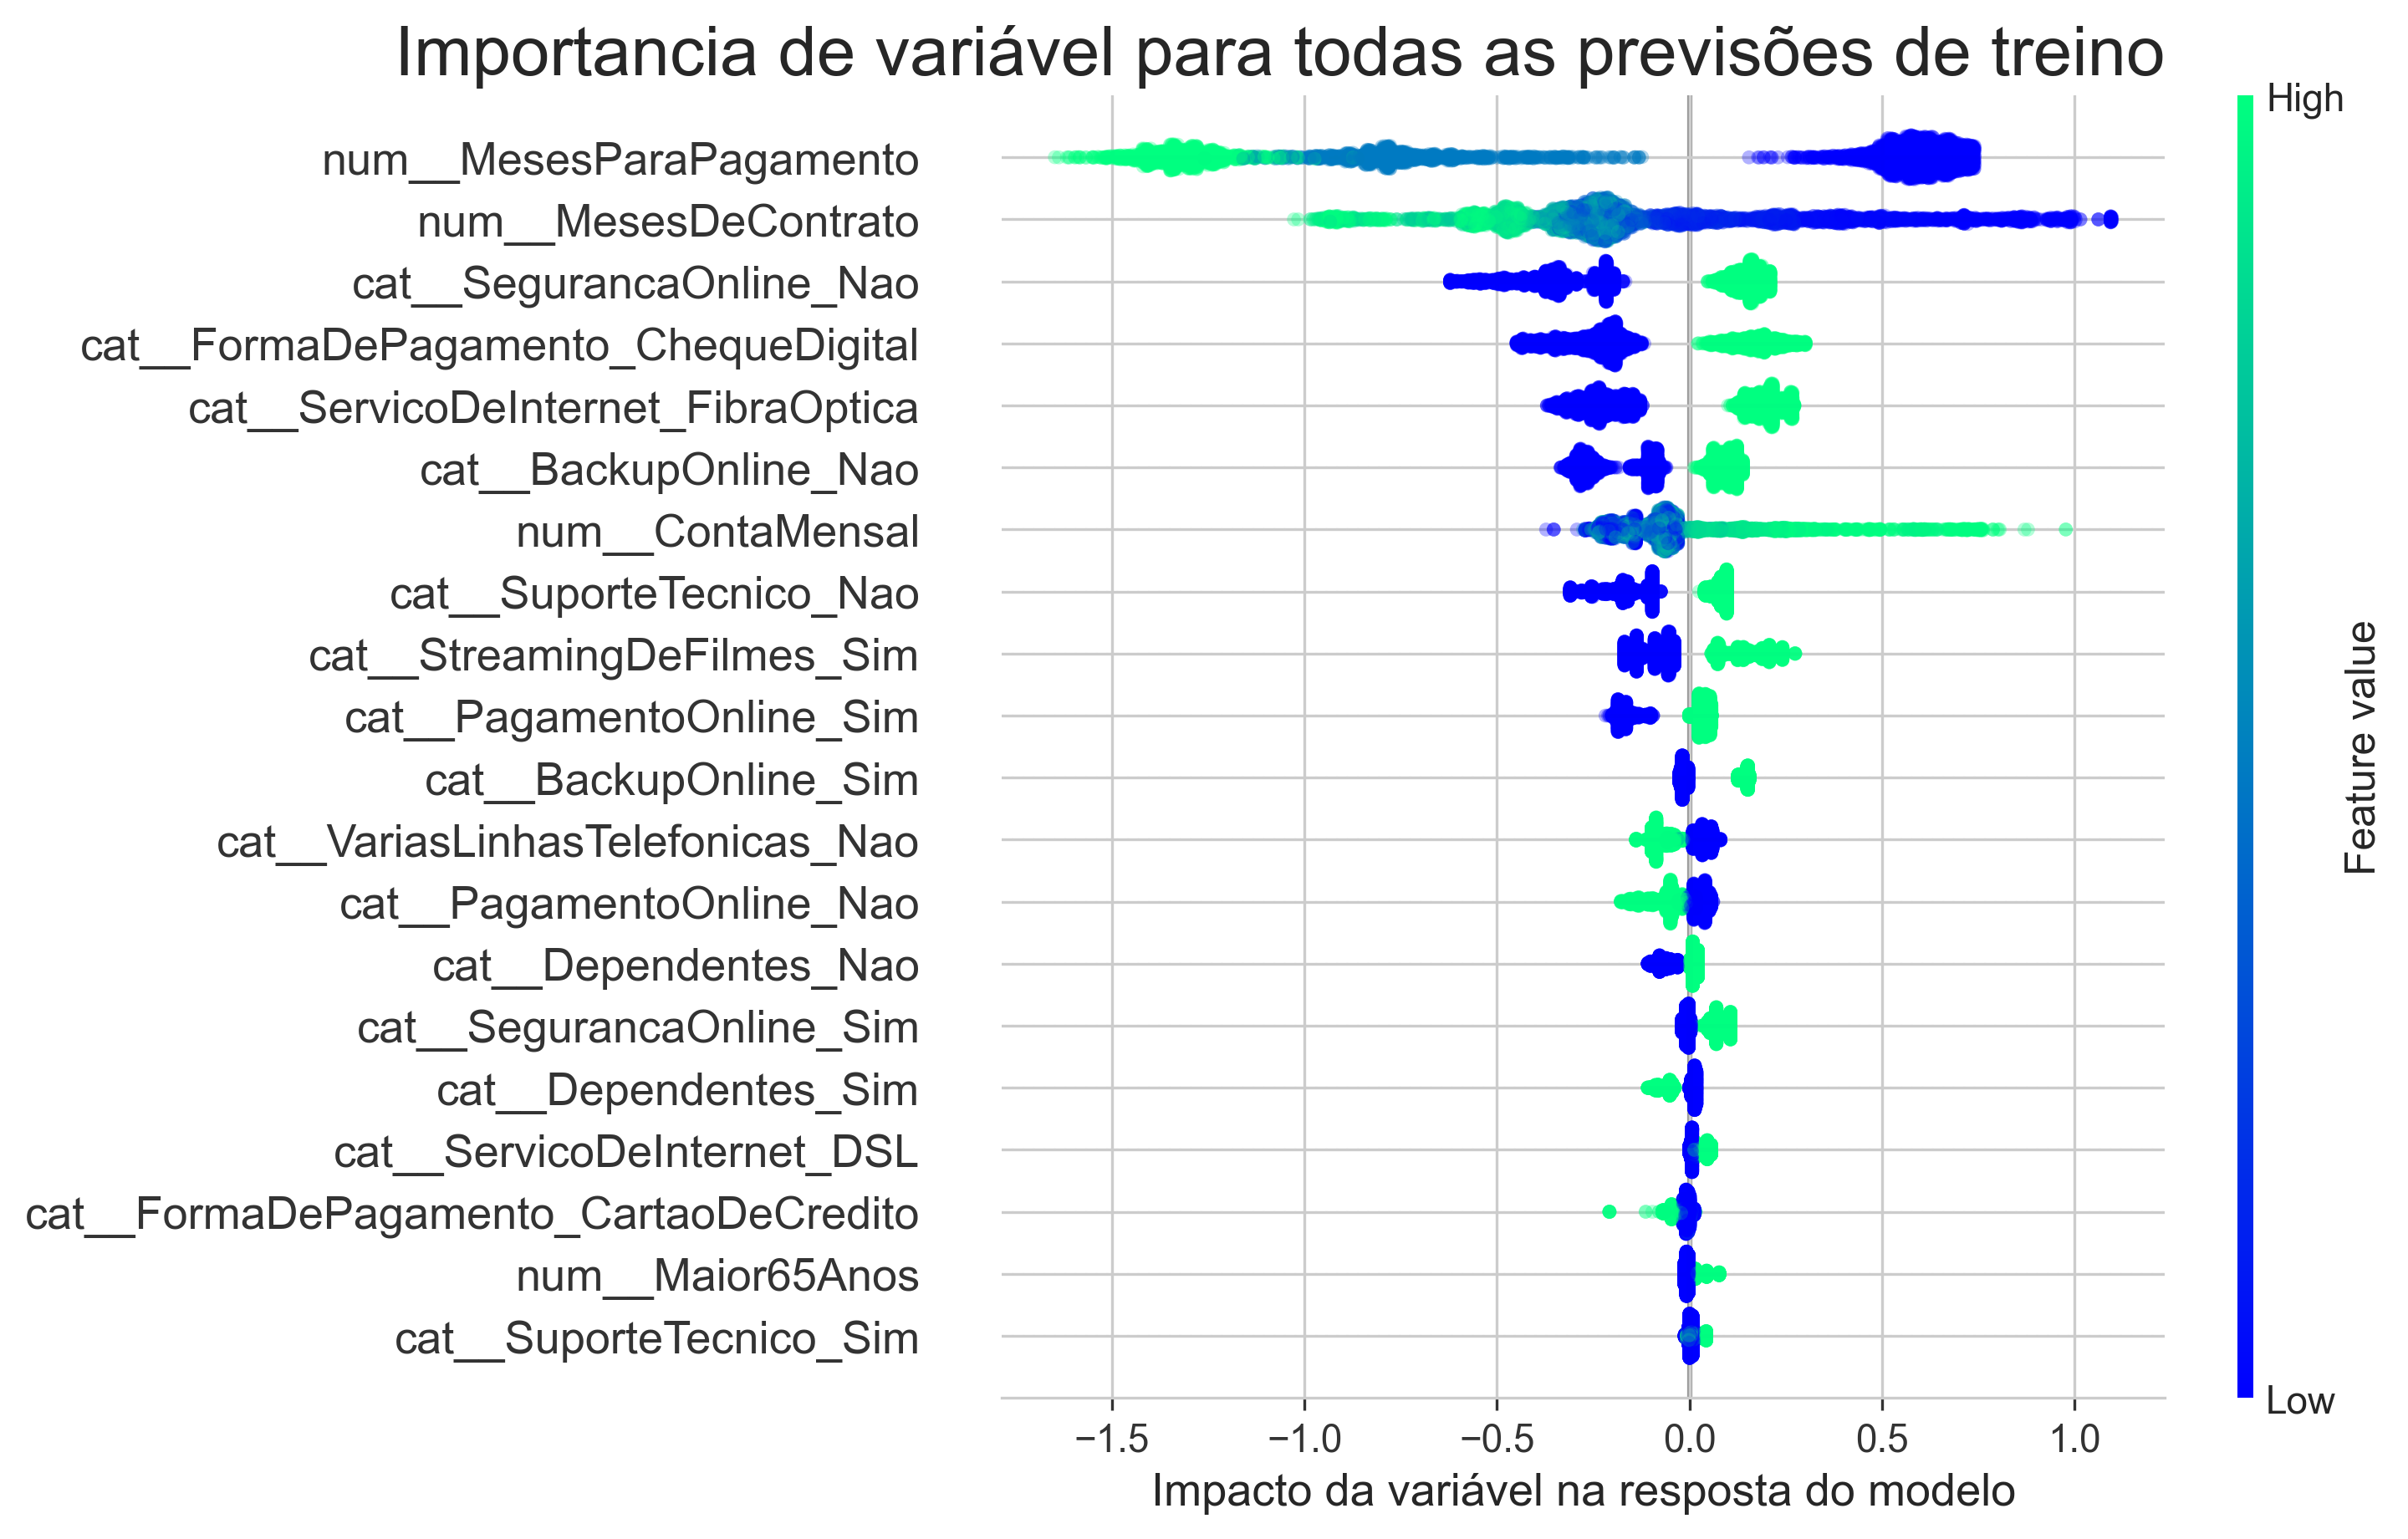 Importancia de variável para todas as previsões de treino
High
num__MesesParaPagamento
num__MesesDeContrato
cat__SegurancaOnline_Nao
cat__FormaDePagamento_ChequeDigital
cat__ServicoDeInternet_FibraOptica
cat__BackupOnline_Nao
num__ContaMensal
cat__SuporteTecnico_Nao
cat__StreamingDeFilmes_Sim
cat__PagamentoOnline_Sim
cat__BackupOnline_Sim
cat__VariasLinhasTelefonicas_Nao
cat__PagamentoOnline_Nao
cat__Dependentes_Nao
cat__SegurancaOnline_Sim
cat__Dependentes_Sim
cat__ServicoDeInternet_DSL
cat__FormaDePagamento_CartaoDeCredito
num__Maior65Anos
cat__SuporteTecnico_Sim
Feature value
Low
−1.5 −1.0 −0.5 0.0 0.5 1.0
Impacto da variável na resposta do modelo